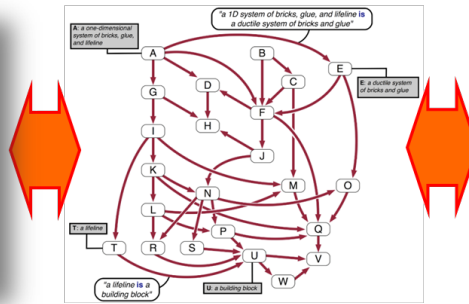 "a 1D system of bricks, glue, and lifeline is
a ductile system of bricks and glue"
A: a one-dimensional
system of bricks, glue,
and lifeline
A
B
E
D
C
E: a ductile system
of bricks and glue
G
F
H
I
J
K
N
M
O
L
P
Q
T: a lifeline
T
R
S
U
V
W
"a lifeline is a
building block"
U: a building block